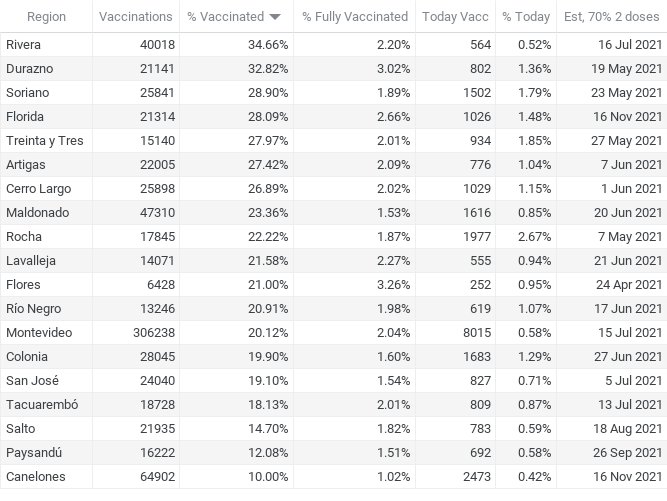 Region Vaccinations % Vaccinated % Fully Vaccinated Today Vacc % Today Est, 70% 2 doses
Rivera 40018 34.66% 2.20% 564 0.52% 16 Jul 2021
Durazno 21141 32.82% 3.02% 802 1.36% 19 May 2021
Soriano 25841 28.90% 1.89% 1502 1.79% 23 May 2021
Florida 21314 28.09% 2.66% 1026 1.48% 16 Nov 2021
Treinta y Tres 15140 27.97% 2.01% 934 1.85% 27 May 2021
Artigas 22005 27.42% 2.09% 776 1.04% 7 Jun 2021
Cerro Largo 25898 26.89% 2.02% 1029 1.15% 1 Jun 2021
Maldonado 47310 23.36% 1.53% 1616 0.85% 20 Jun 2021
Rocha 17845 22.22% 1.87% 1977 2.67% 7 May 2021
Lavalleja 14071 21.58% 2.27% 555 0.94% 21 Jun 2021
Flores 6428 21.00% 3.26% 252 0.95% 24 Apr 2021
Río Negro 13246 20.91% 1.98% 619 1.07% 17 Jun 2021
Montevideo 306238 20.12% 2.04% 8015 0.58% 15 Jul 2021
Colonia 28045 19.90% 1.60% 1683 1.29% 27 Jun 2021
San José 24040 19.10% 1.54% 827 0.71% 5 Jul 2021
Tacuarembó 18728 18.13% 2.01% 809 0.87% 13 Jul 2021
Salto 21935 14.70% 1.82% 783 0.59% 18 Aug 2021
Paysandú 16222 12.08% 1.51% 692 0.58% 26 Sep 2021
Canelones 64902 10.00% 1.02% 2473 0.42% 16 Nov 2021